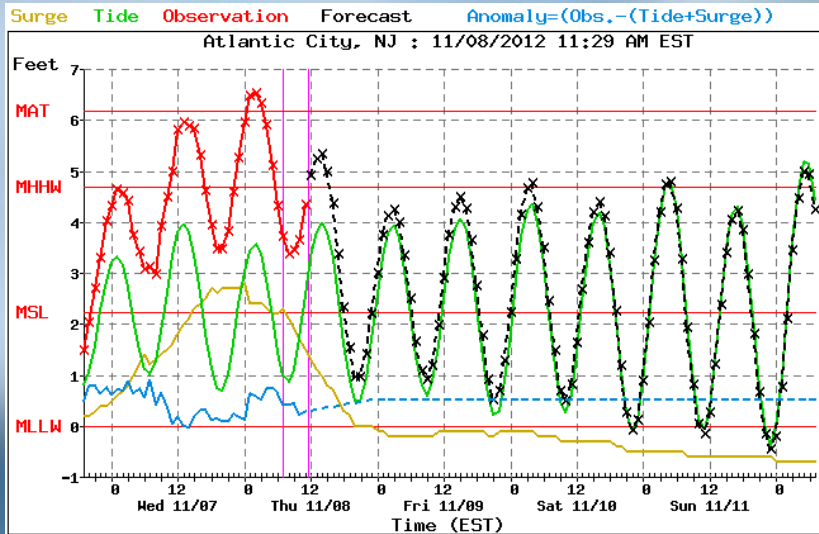 Surge Tide Observation Forecast Anomaly=(Obs.-(Tide+Surge))
Atlantic City, NJ : 11/08/2012 11:29 AM EST
Feet
7
MAT
6
5
MHHW
4
3
MSL
2
1
MLLW 0
-1
0 12 0 12 0 12 0 12 0 12 0
Wed 11/07 Thu 11/08 Fri 11/09 Sat 11/10 Sun 11/11
Time (EST)